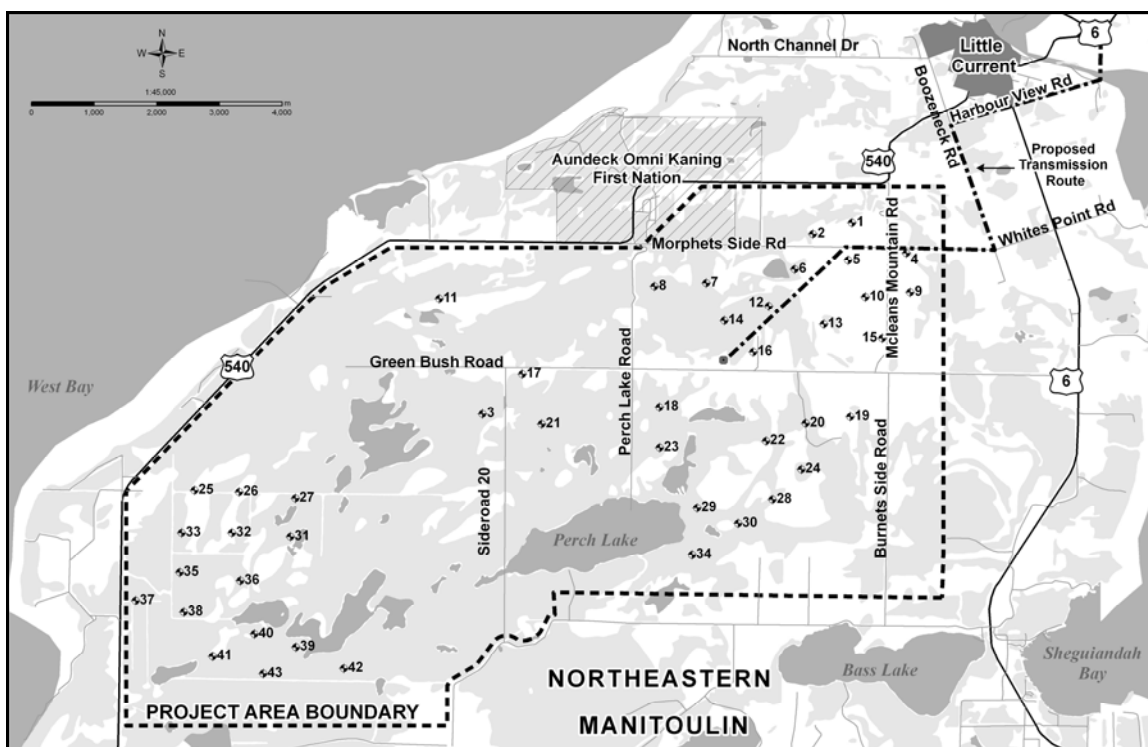 N
W E
S
1:45,000
0 1,000 2,000 3,000 4,000 m
North Channel Dr
Little
Current
6
Boozeneck Rd
Harbour View Rd
540
Proposed
Transmission
Route
Aundeck Omni Kaning
First Nation
Mcleans Mountain Rd
Whites Point Rd
Morphets Side Rd
1
2
4
5
6
7
8
9
10
11
12
13
14
15
16
540
West Bay
Green Bush Road
6
17
3
21
Perch Lake Road
18
19
20
22
23
24
Sideroad 20
Burnets Side Road
25
26
27
28
29
30
33
32
31
Perch Lake
34
35
36
37
38
40
39
41
43
42
Bass Lake
Sheguiandah
Bay
NORTHEASTERN
MANITOULIN
PROJECT AREA BOUNDARY